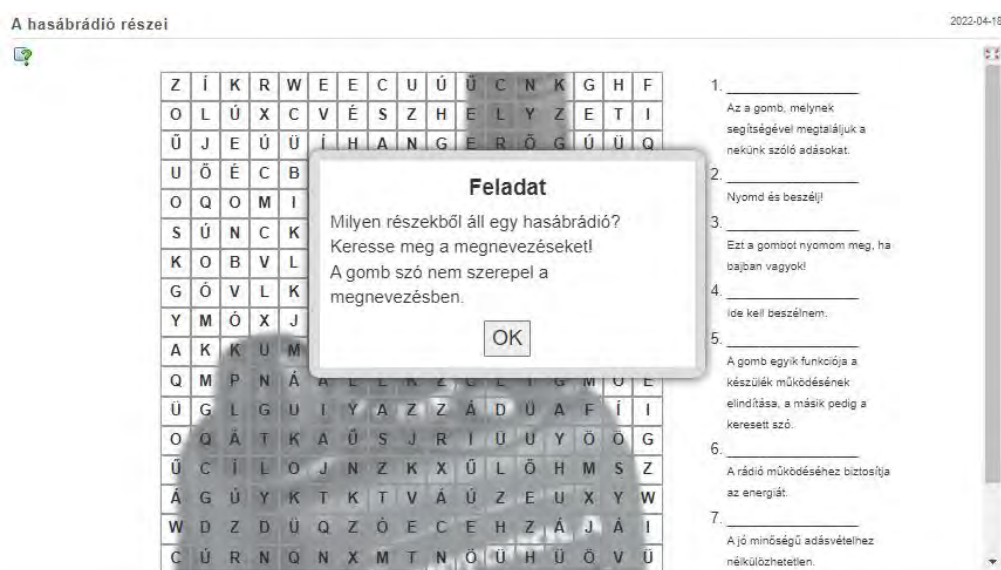 A hasábrádió részei
2022-04-18
Z Í K R W E E C U Ú Ű C N K G H F
O L Ú X C V É S Z H E L Y Z E T I
Ű J E Ú Ü Í H A N G E R Ő G Ú Ü Q
U Ő É C B
O Q O M I
S Ú N C K
K O B V L
G Ó V L K
Y M Ó X J
A K K U M
Q M P N Á A L L K Z C L I G M U E
Ü G L G U I Y A Z Z Á D Ü A F Í I
O Q Ä T K A Ű S J R I Ü U Y Ö Ö G
Ű C Í L O J N Z K X Ű L Ö H M S Z
Á G Ú Y K T K T V Á Ú Z E U X Y W
W D Z D Ü Q Z Ó E C E H Z Á J Á I
C Ú R N Q N X M T N Ö Ü H Ü Ö V Ü
Feladat
Milyen részekből áll egy hasábrádió?
Keresse meg a megnevezéseket!
A gomb szó nem szerepel a
megnevezésben.
OK
1.
Az a gomb, melynek
segítségével megtaláljuk a
nekünk szóló adásokat.
2.
Nyomd és beszélj!
3.
Ezt a gombot nyomom meg, ha
bajban vagyok!
4.
Ide kell beszélnem.
5.
A gomb egyik funkciója a
készülék működésének
elindítása, a másik pedig a
keresett szó.
6.
A rádió működéséhez biztosítja
az energiát.
7.
A jó minőségű adásvételhez
nélkülözhetetlen.